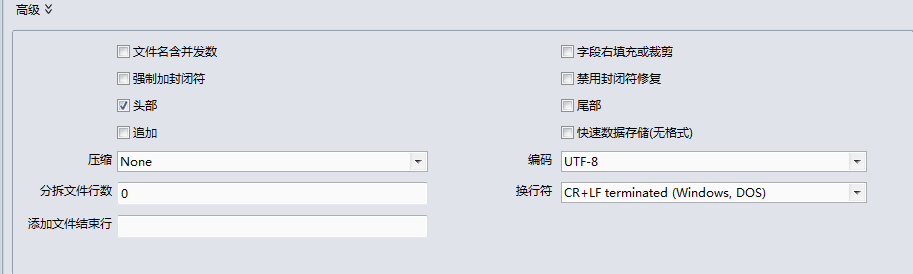 高级
文件名含并发数 字段右填充或裁剪
强制加封闭符 禁用封闭符修复
头部 尾部
追加 快速数据存储(无格式)
压缩 None 编码 UTF-8
分拆文件行数 0 换行符 CR+LF terminated (Windows, DOS)
添加文件结束行